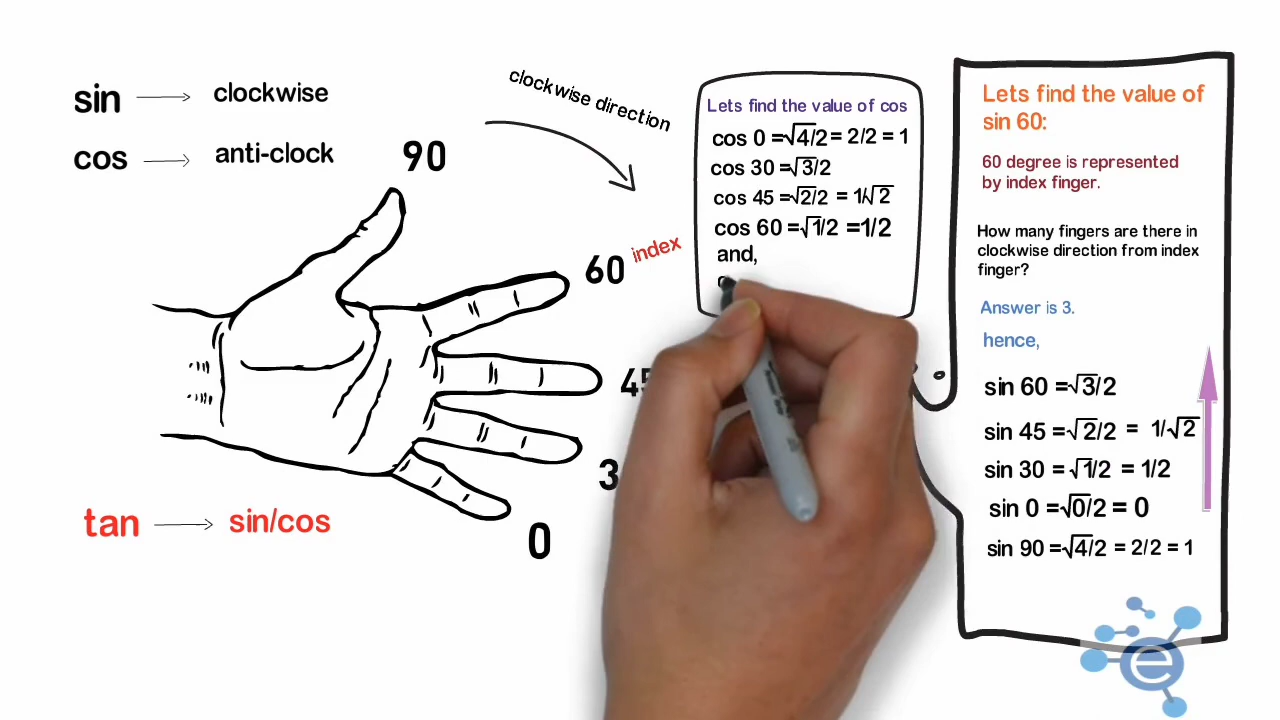 sin → clockwise
cos → anti-clock
90
clockwise direction
60
index
0
tan → sin/cos
Lets find the value of cos
cos 0 =√4/2 = 2/2 = 1
cos 30 =√3/2
cos 45 =√2/2 = 1/√2
cos 60 =√1/2 =1/2
and,
Lets find the value of
sin 60:
60 degree is represented
by index finger.
How many fingers are there in
clockwise direction from index
finger?
Answer is 3.
hence,
sin 60 =√3/2
sin 45 =√2/2 = 1/√2
sin 30 =√1/2 = 1/2
sin 0 =√0/2 = 0
sin 90 =√4/2 = 2/2 = 1
e